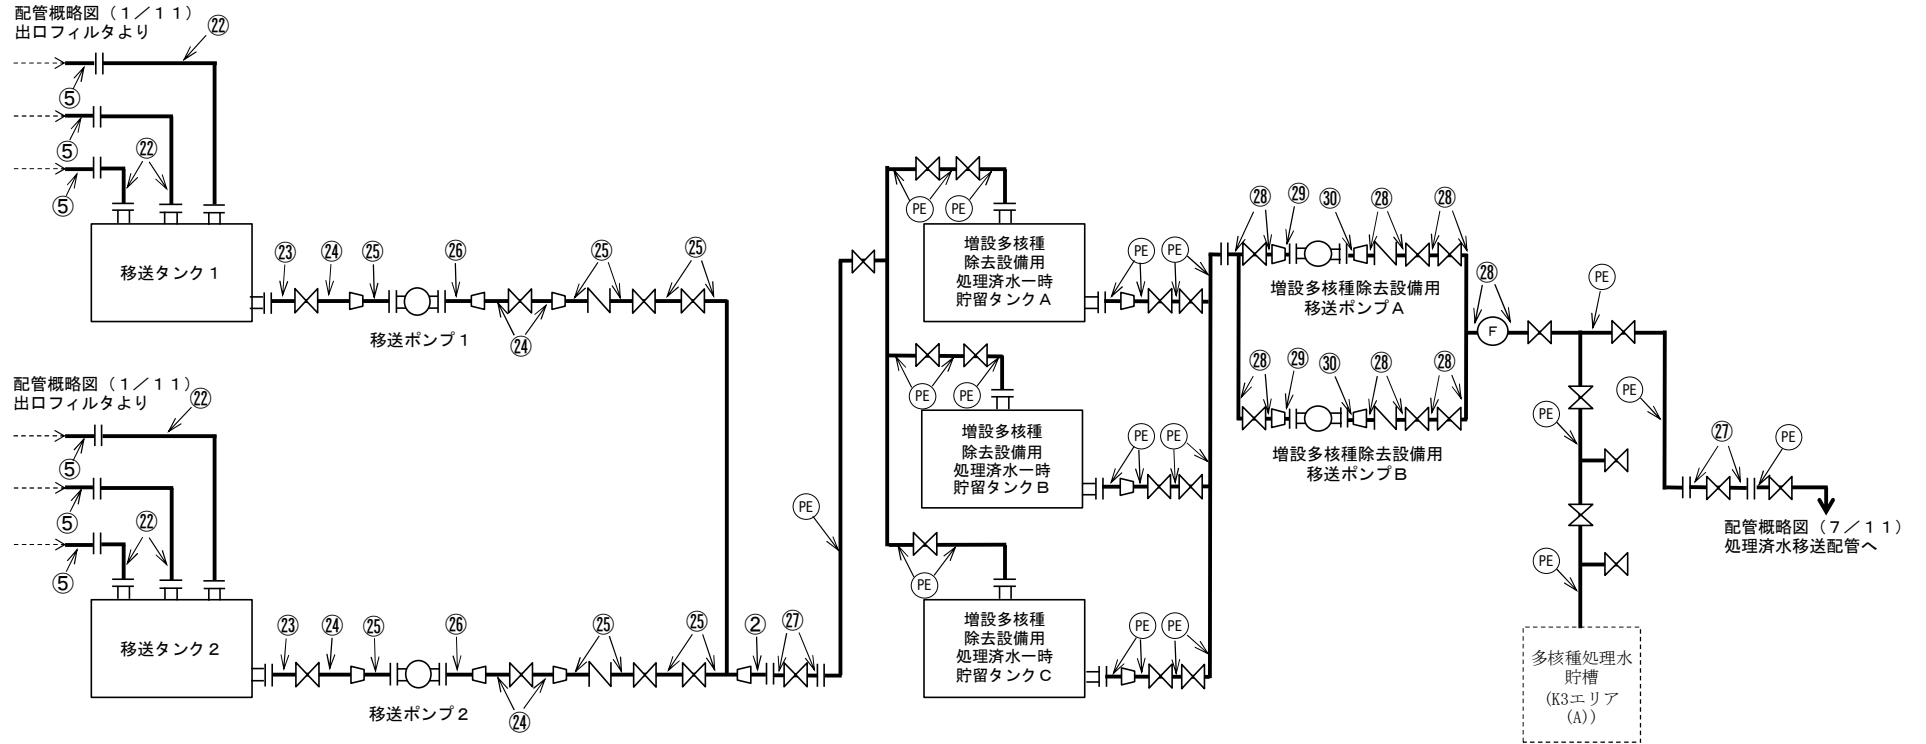 配管概略図（１／１１）
出口フィルタより
㉒
⑤
⑤
㉒
⑤
移送タンク１
㉓
㉔
㉕
㉖
㉕
㉕
㉔
移送ポンプ１
配管概略図（１／１１）
出口フィルタより
㉒
⑤
⑤
㉒
⑤
移送タンク２
㉓
㉔
㉕
㉖
㉕
㉕
②
㉗
㉔
移送ポンプ２
PE
PE
PE
増設多核種
除去設備用
処理済水一時
貯留タンクＡ
PE
PE
PE
PE
増設多核種
除去設備用
処理済水一時
貯留タンクＢ
PE
PE
PE
増設多核種
除去設備用
処理済水一時
貯留タンクＣ
PE
PE
㉘
㉙
㉚
㉘
㉘
増設多核種除去設備用
移送ポンプＡ
㉘
㉙
㉚
㉘
㉘
増設多核種除去設備用
移送ポンプＢ
㉘
F
PE
PE
PE
PE
㉗
PE
配管概略図（７／１１）
処理済水移送配管へ
多核種処理水
貯槽
(K3エリア
(A))